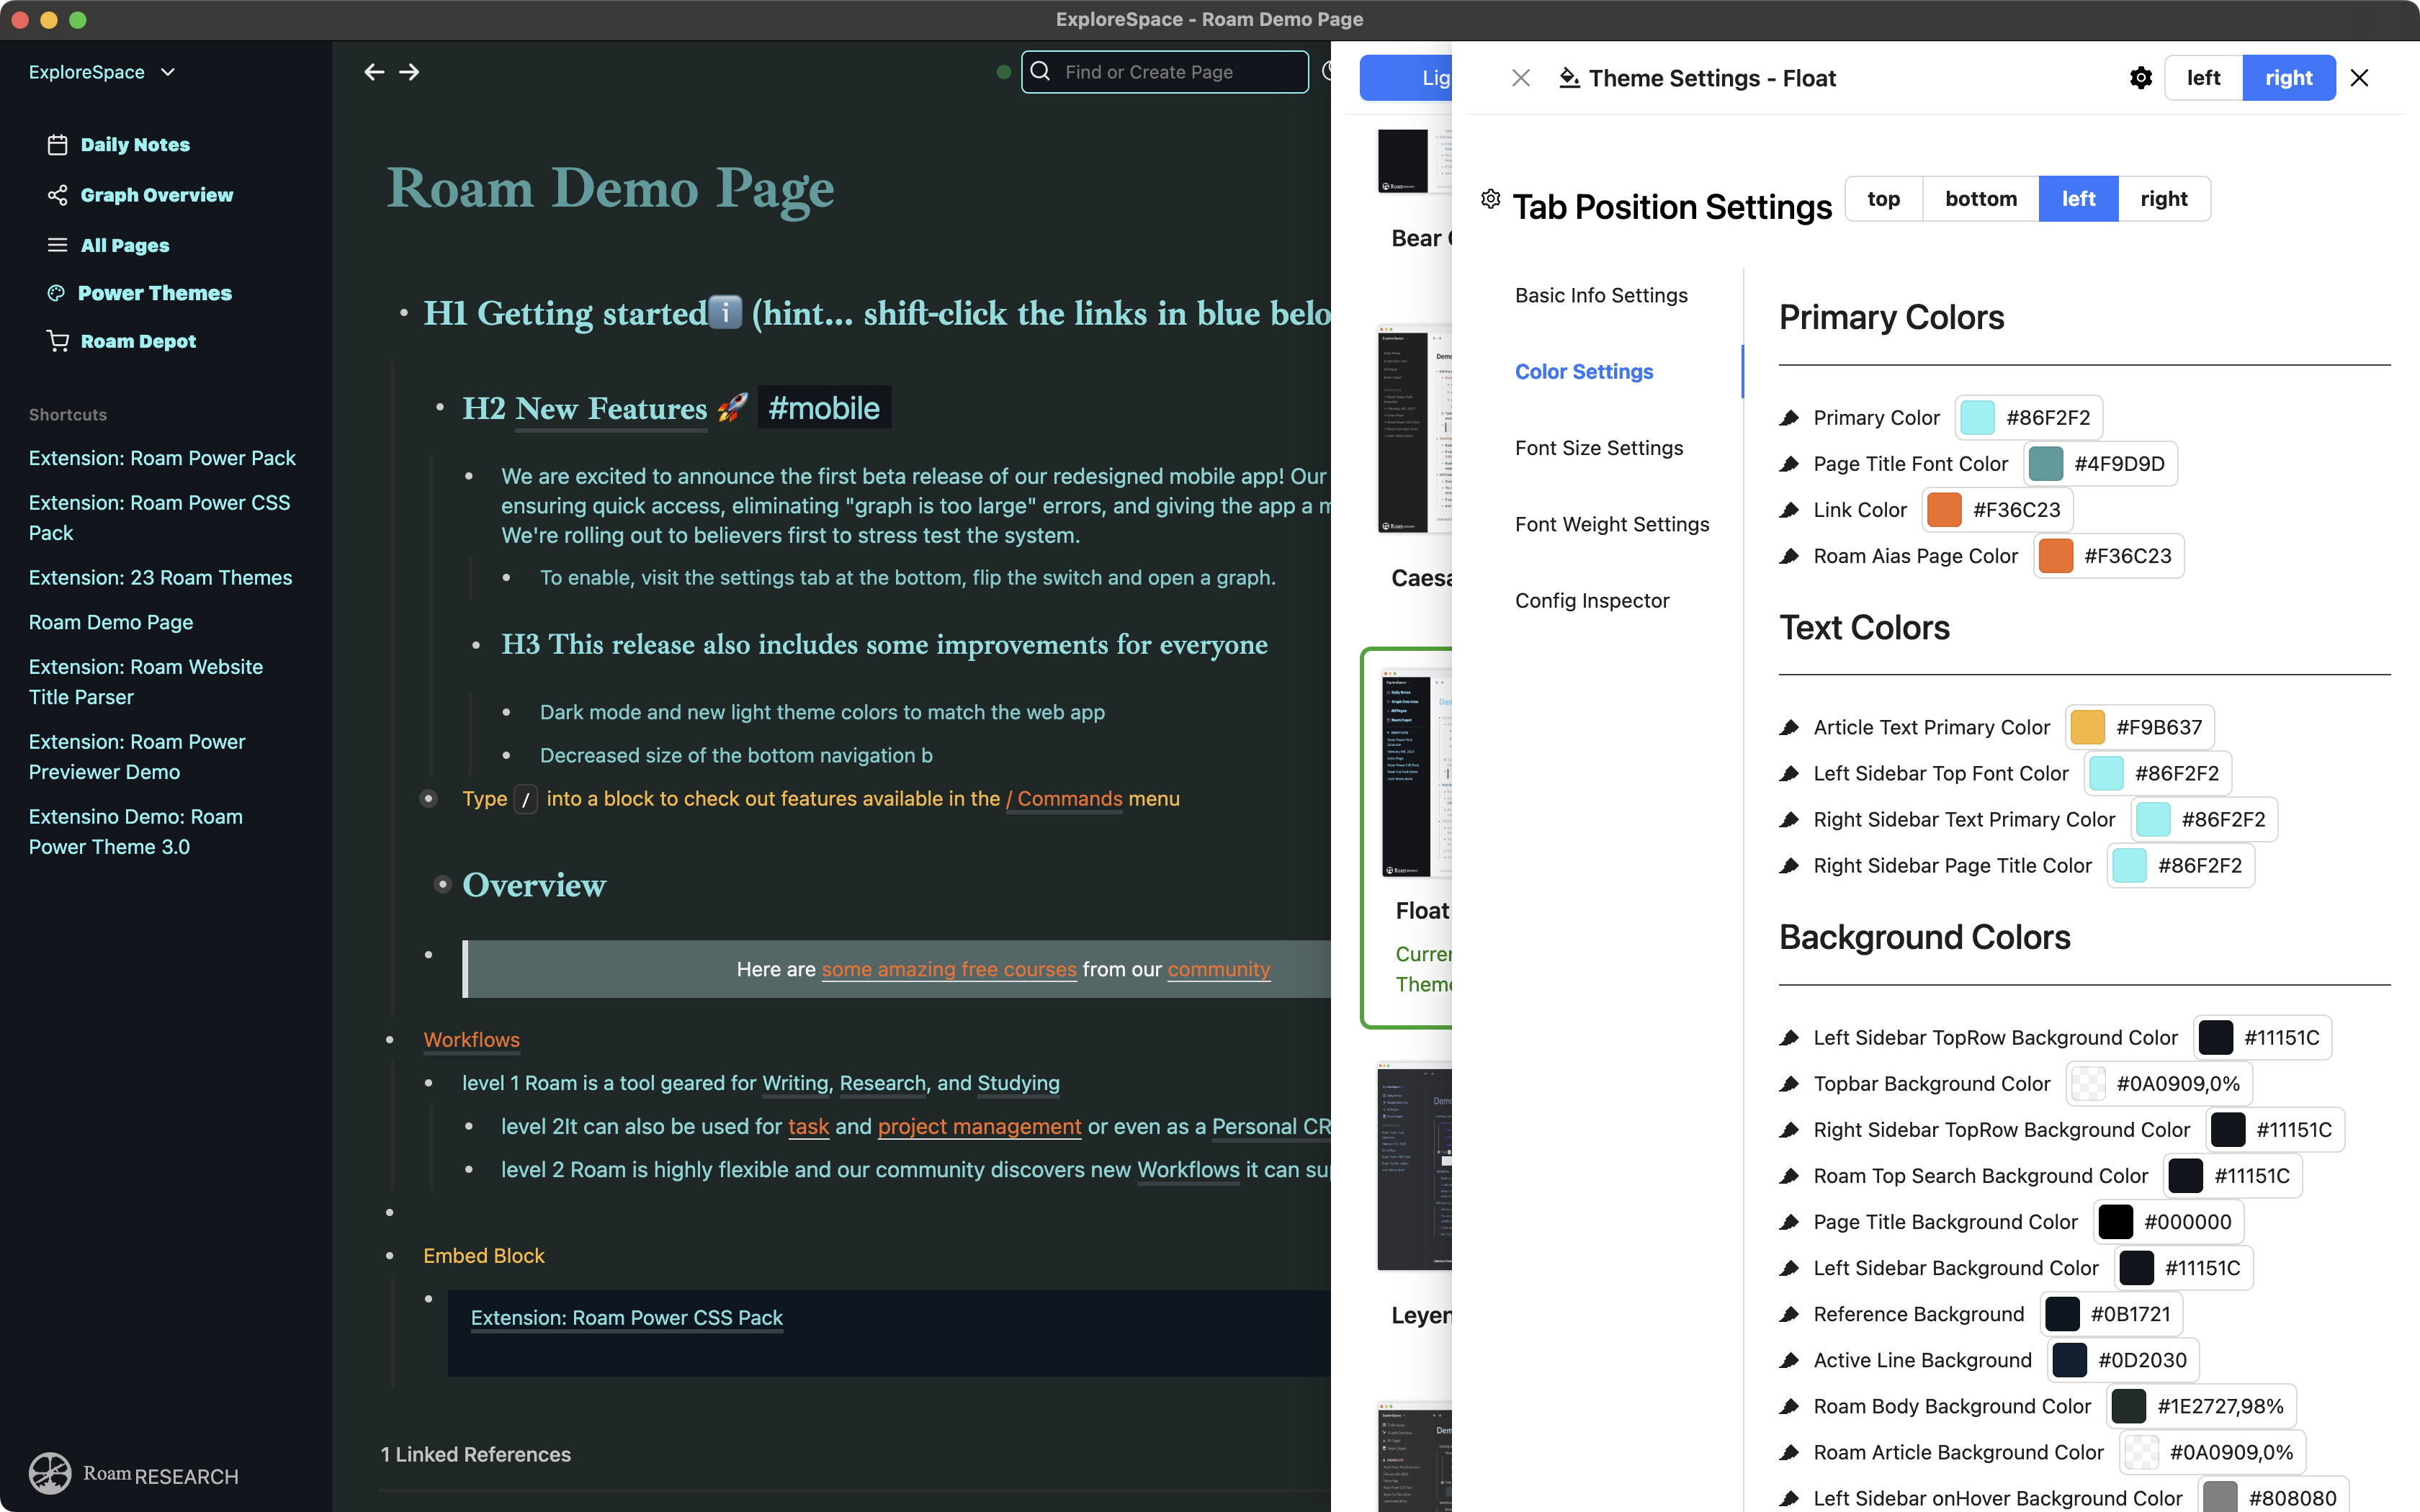 ExploreSpace - Roam Demo Page
ExploreSpace
Daily Notes
Graph Overview
All Pages
Power Themes
Roam Depot
Shortcuts
Extension: Roam Power Pack
Extension: Roam Power CSS
Pack
Extension: 23 Roam Themes
Roam Demo Page
Extension: Roam Website
Title Parser
Extension: Roam Power
Previewer Demo
Extensino Demo: Roam
Power Theme 3.0
Roam RESEARCH
Find or Create Page
Roam Demo Page
H1 Getting startedℹ️ (hint... shift-click the links in blue belo
H2 New Features 🚀 #mobile
We are excited to announce the first beta release of our redesigned mobile app! Our
ensuring quick access, eliminating "graph is too large" errors, and giving the app a m
We're rolling out to believers first to stress test the system.
To enable, visit the settings tab at the bottom, flip the switch and open a graph.
H3 This release also includes some improvements for everyone
Dark mode and new light theme colors to match the web app
Decreased size of the bottom navigation b
Type / into a block to check out features available in the / Commands menu
Overview
Here are some amazing free courses from our community
Workflows
level 1 Roam is a tool geared for Writing, Research, and Studying
level 2It can also be used for task and project management or even as a Personal CR
level 2 Roam is highly flexible and our community discovers new Workflows it can su
Embed Block
Extension: Roam Power CSS Pack
1 Linked References
Lig
Bear
Caesa
Float
Currer
Theme
Leyen
Theme Settings - Float
left
right
Tab Position Settings
top
bottom
left
right
Basic Info Settings
Color Settings
Font Size Settings
Font Weight Settings
Config Inspector
Primary Colors
Primary Color #86F2F2
Page Title Font Color #4F9D9D
Link Color #F36C23
Roam Aias Page Color #F36C23
Text Colors
Article Text Primary Color #F9B637
Left Sidebar Top Font Color #86F2F2
Right Sidebar Text Primary Color #86F2F2
Right Sidebar Page Title Color #86F2F2
Background Colors
Left Sidebar TopRow Background Color #11151C
Topbar Background Color #0A0909,0%
Right Sidebar TopRow Background Color #11151C
Roam Top Search Background Color #11151C
Page Title Background Color #000000
Left Sidebar Background Color #11151C
Reference Background #0B1721
Active Line Background #0D2030
Roam Body Background Color #1E2727,98%
Roam Article Background Color #0A0909,0%
Left Sidebar onHover Background Color #808080